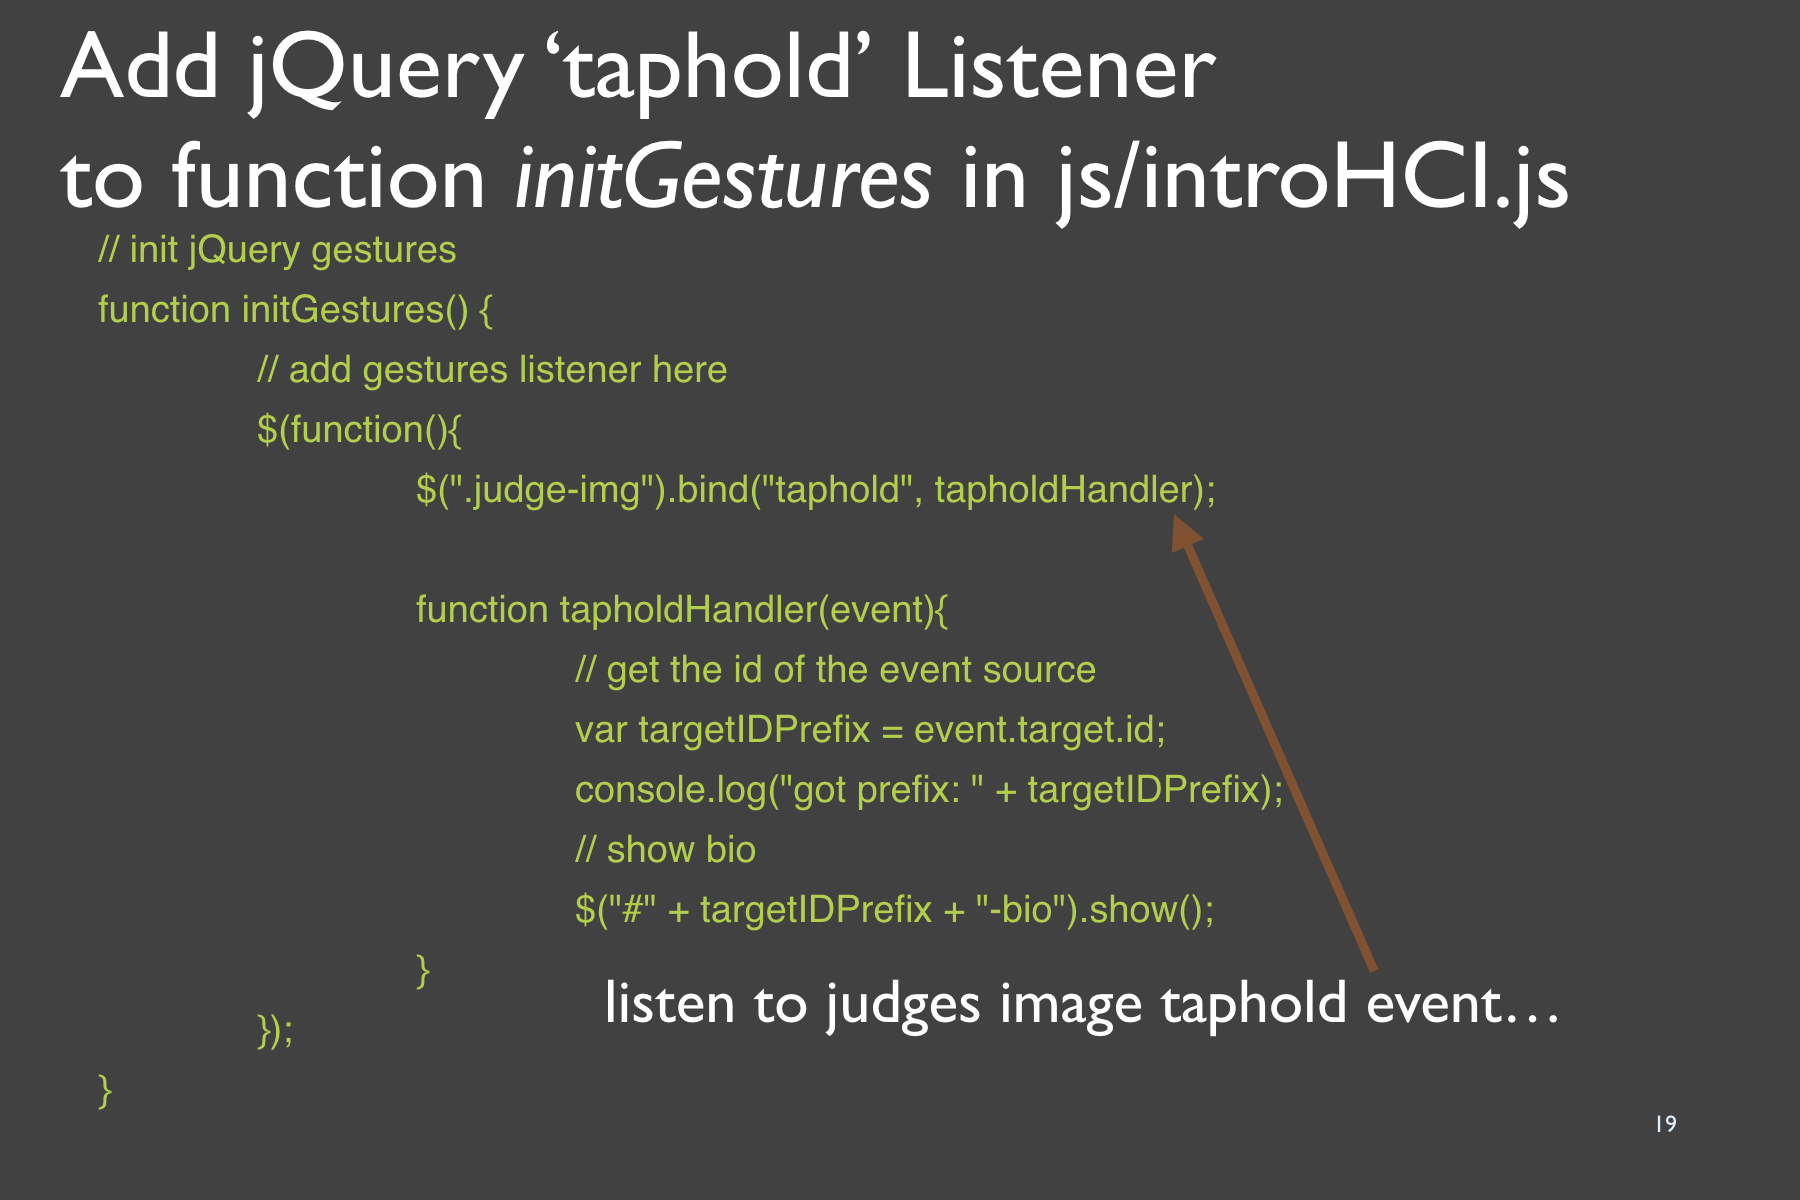 Add jQuery ‘taphold’ Listener
to function initGestures in js/introHCI.js
// init jQuery gestures
function initGestures() {
// add gestures listener here
$(function(){
$(".judge-img").bind("taphold", tapholdHandler);
function tapholdHandler(event){
// get the id of the event source
var targetIDPrefix = event.target.id;
console.log("got prefix: " + targetIDPrefix);
// show bio
$("#" + targetIDPrefix + "-bio").show();
}
});
}
listen to judges image taphold event…
19